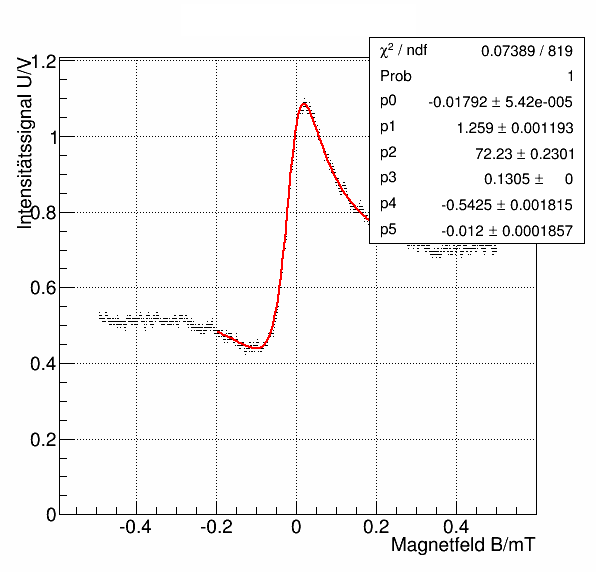 Intensitätssignal U/V
1.2
1
0.8
0.6
0.4
0.2
0
-0.4 -0.2 0 0.2 0.4
Magnetfeld B/mT
χ² / ndf 0.07389 / 819
Prob 1
p0 -0.01792 ± 5.42e-005
p1 1.259 ± 0.001193
p2 72.23 ± 0.2301
p3 0.1305 ± 0
p4 -0.5425 ± 0.001815
p5 -0.012 ± 0.0001857